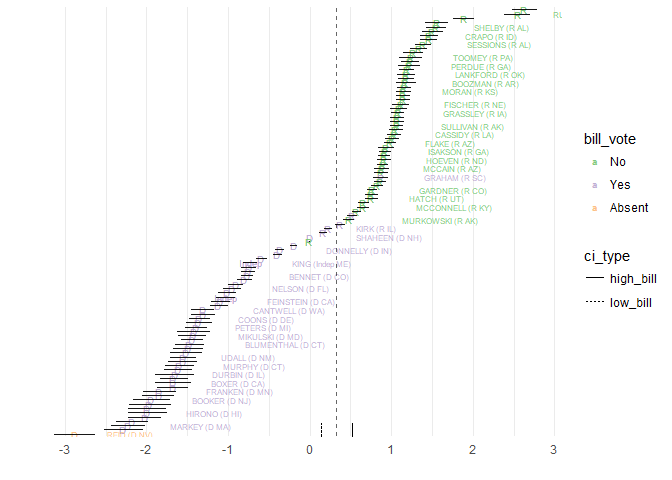 R
R
RL
R
R
SHELBY (R AL)
CRAPO (R ID)
SESSIONS (R AL)
TOOMEY (R PA)
PERDUE (R GA)
LANKFORD (R OK)
BOOZMAN (R AR)
MORAN (R KS)
FISCHER (R NE)
GRASSLEY (R IA)
SULLIVAN (R AK)
CASSIDY (R LA)
FLAKE (R AZ)
ISAKSON (R GA)
HOEVEN (R ND)
MCCAIN (R AZ)
GRAHAM (R SC)
GARDNER (R CO)
HATCH (R UT)
MCCONNELL (R KY)
MURKOWSKI (R AK)
KIRK (R IL)
SHAHEEN (D NH)
DONNELLY (D IN)
KING (Indep ME)
BENNET (D CO)
NELSON (D FL)
FEINSTEIN (D CA)
CANTWELL (D WA)
COONS (D DE)
PETERS (D MI)
MIKULSKI (D MD)
BLUMENTHAL (D CT)
UDALL (D NM)
MURPHY (D CT)
DURBIN (D IL)
BOXER (D CA)
FRANKEN (D MN)
BOOKER (D NJ)
HIRONO (D HI)
MARKEY (D MA)
REID (D NV)
-3 -2 -1 0 1 2 3
bill_vote
a No
a Yes
a Absent
ci_type
high_bill
low_bill